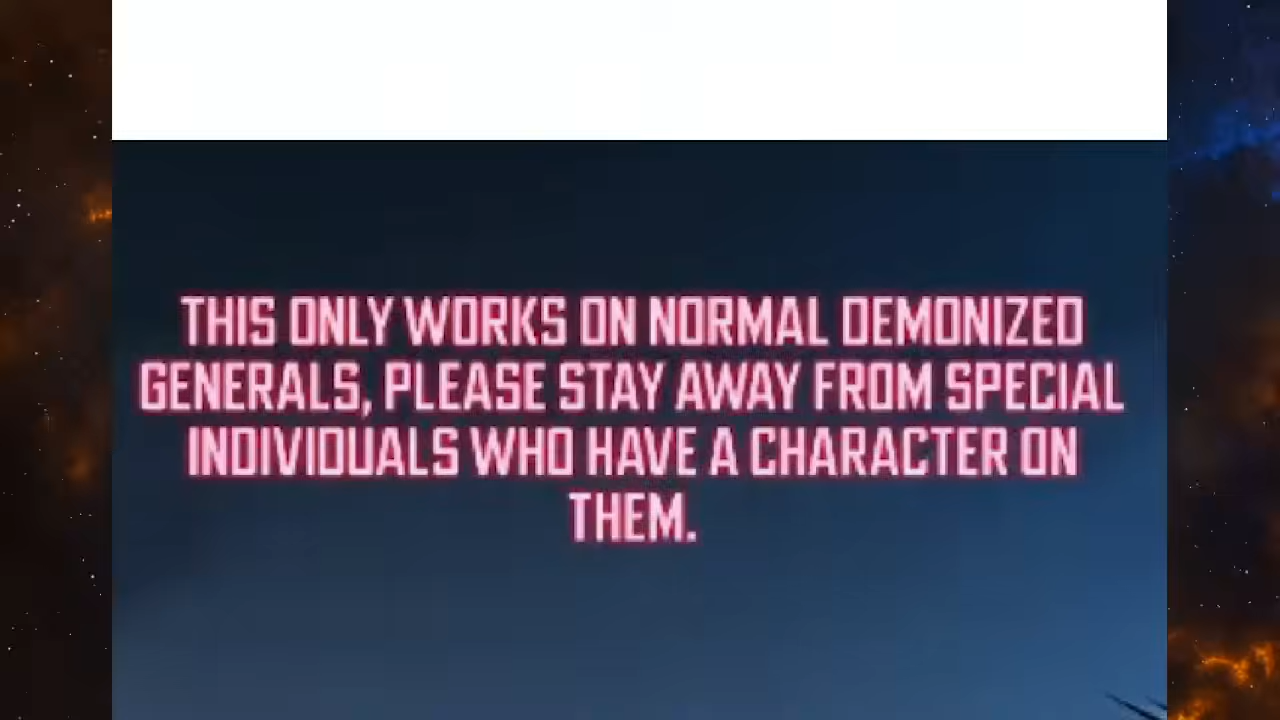 THIS ONLY WORKS ON NORMAL DEMONIZED
GENERALS, PLEASE STAY AWAY FROM SPECIAL
INDIVIDUALS WHO HAVE A CHARACTER ON
THEM.